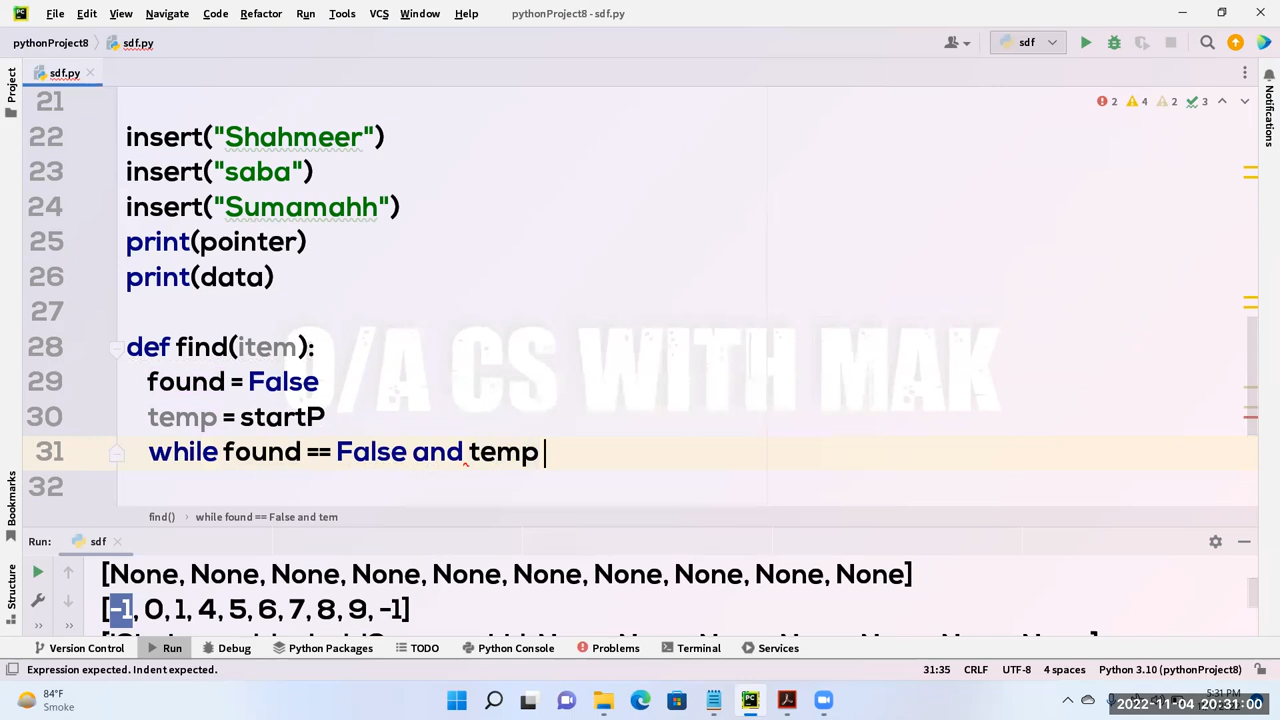 File Edit View Navigate Code Refactor Run Tools VCS Window Help pythonProject8 - sdf.py
pythonProject8 sdf.py sdf
Project
sdf.py
Notifications
2 4 2 3
21
22 insert("Shahmeer")
23 insert("saba")
24 insert("Sumamahh")
25 print(pointer)
26 print(data)
27
28 def find(item):
29 found = False
30 temp = startP
31 while found == False and temp
32
O/A CS WITH MAK
find() while found == False and tem
Bookmarks
Structure
Run: sdf
[None, None, None, None, None, None, None, None, None, None]
[-1, 0, 1, 4, 5, 6, 7, 8, 9, -1]
Version Control Run Debug Python Packages TODO Python Console Problems Terminal Services
Expression expected. Indent expected. 31:35 CRLF UTF-8 4 spaces Python 3.10 (pythonProject8)
84°F
Smoke
5:31 PM
2022-11-04 20:31:00